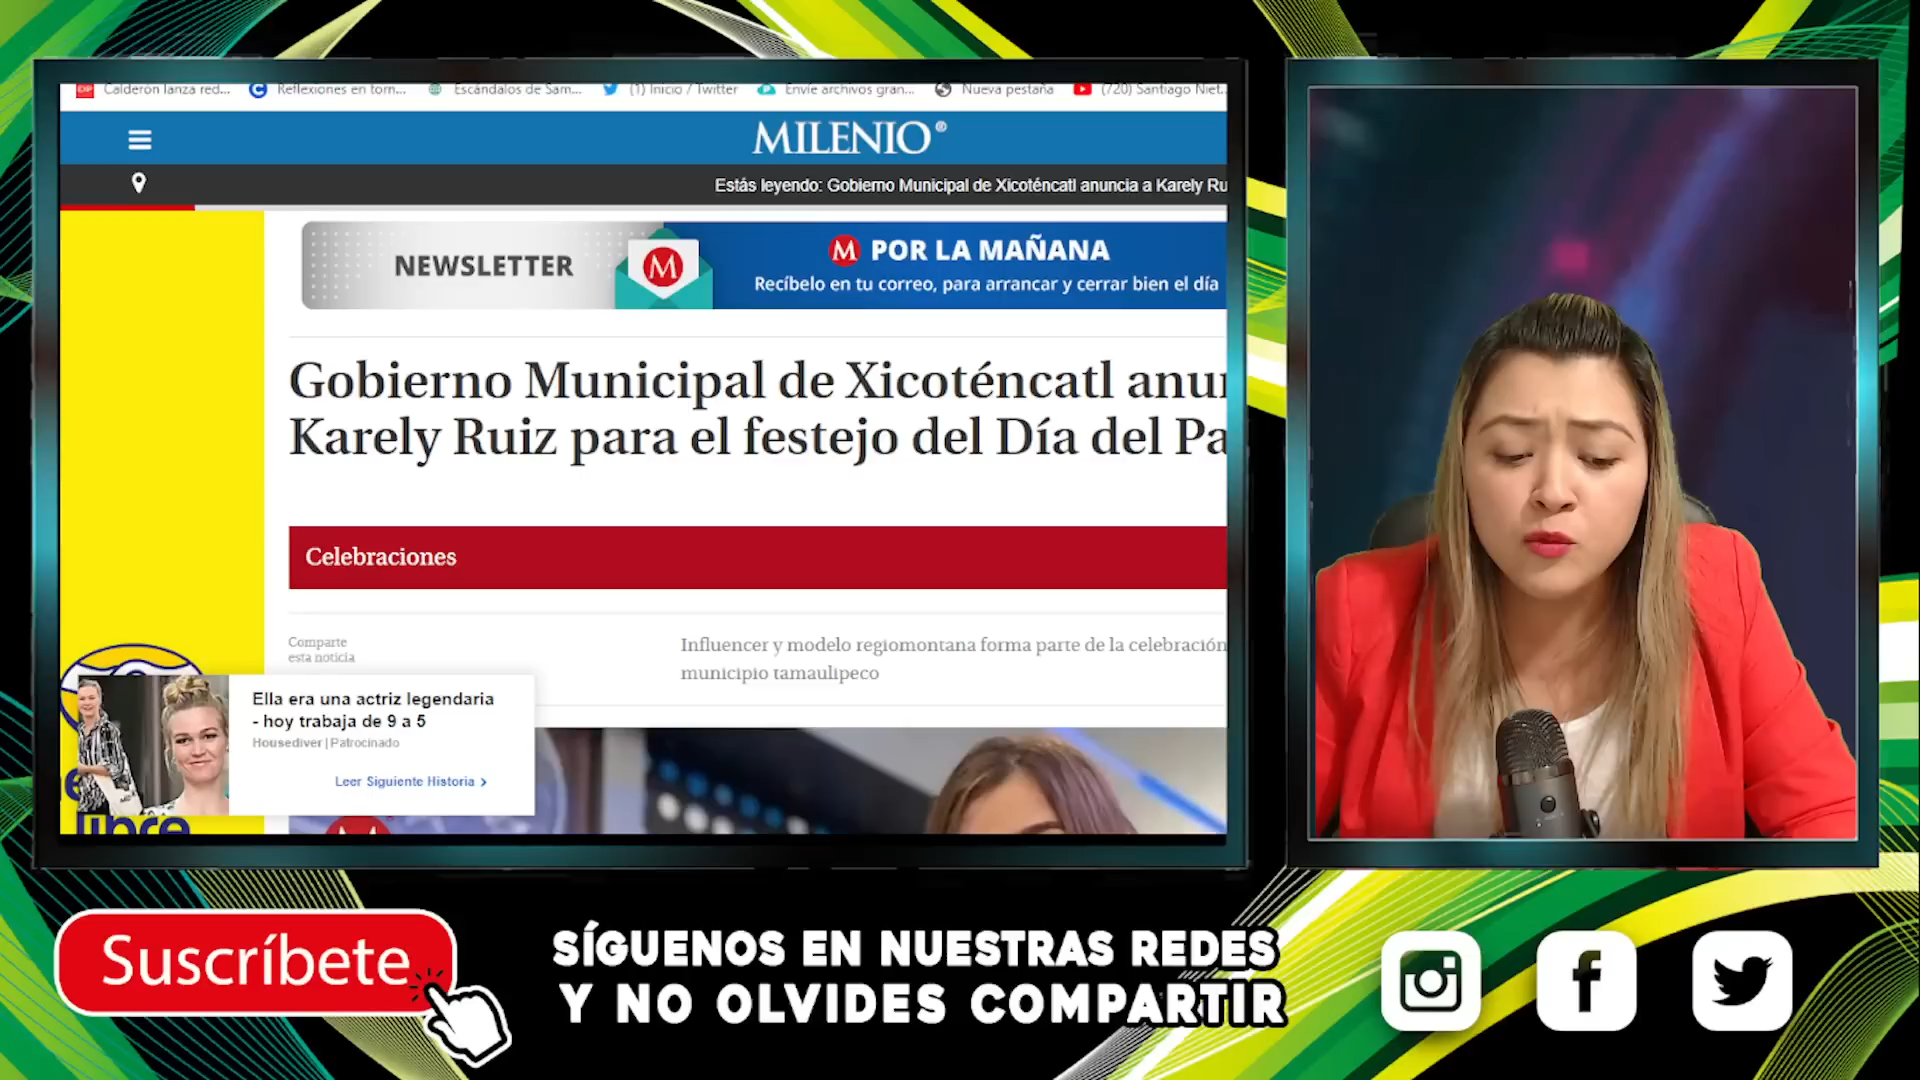 Calderón lanza red...
Reflexiones en torn...
Escándalos de Sam...
(1) Inicio / Twitter
Envíe archivos gran...
Nueva pestaña
(720) Santiago Niet...
MILENIO®
Estás leyendo: Gobierno Municipal de Xicoténcatl anuncia a Karely Ru
NEWSLETTER
M
M POR LA MAÑANA
Recíbelo en tu correo, para arrancar y cerrar bien el día
Gobierno Municipal de Xicoténcatl anun
Karely Ruiz para el festejo del Día del Pa
Celebraciones
Comparte
esta noticia
Influencer y modelo regiomontana forma parte de la celebración
municipio tamaulipeco
Ella era una actriz legendaria
- hoy trabaja de 9 a 5
Housediver | Patrocinado
Leer Siguiente Historia
libre
Suscríbete
SÍGUENOS EN NUESTRAS REDES
Y NO OLVIDES COMPARTIR